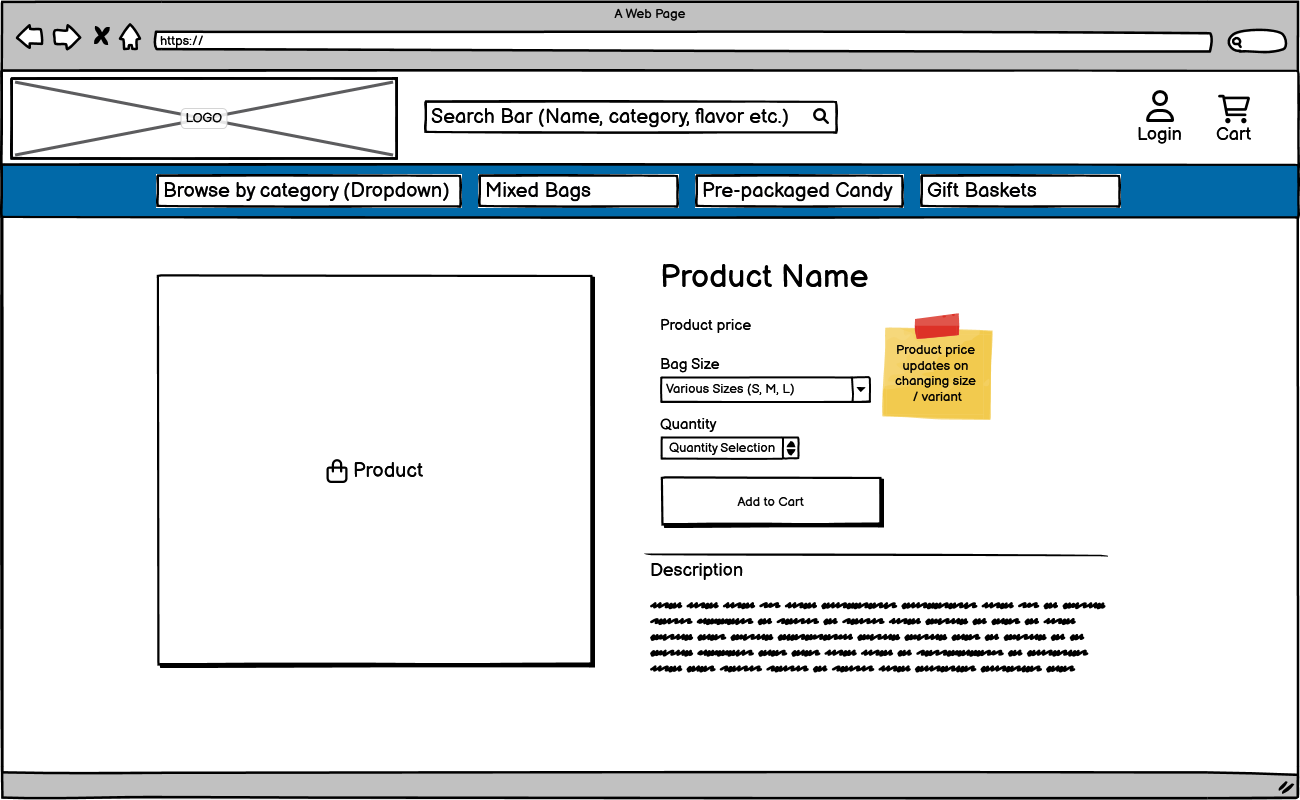 A Web Page
https://
LOGO
Search Bar (Name, category, flavor etc.)
Login
Cart
Browse by category (Dropdown)
Mixed Bags
Pre-packaged Candy
Gift Baskets
Product
Product Name
Product price
Product price
updates on
changing size
/ variant
Bag Size
Various Sizes (S, M, L)
Quantity
Quantity Selection
Add to Cart
Description